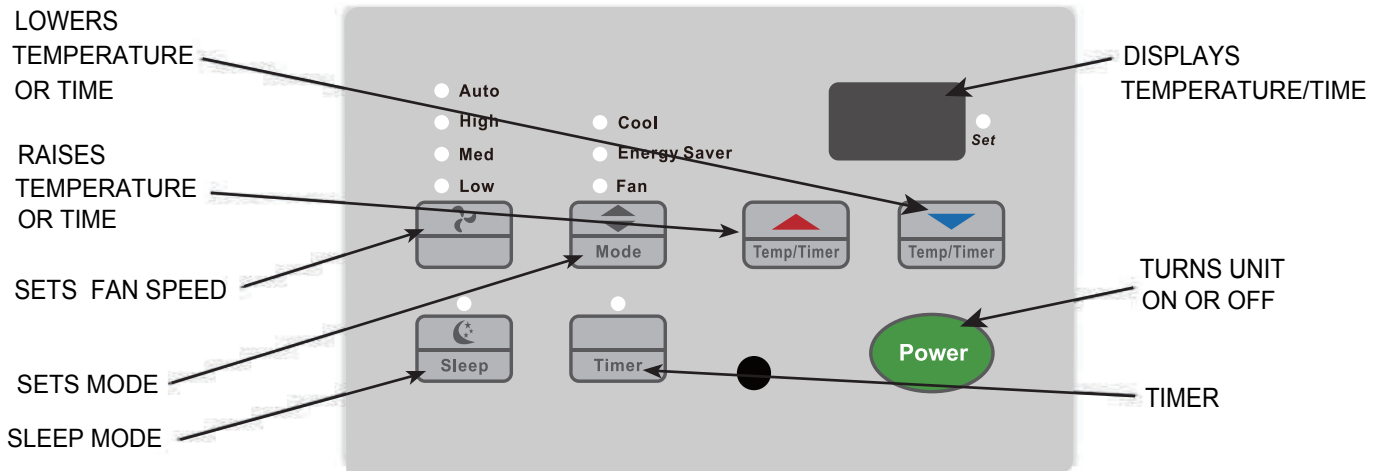 LOWERS
TEMPERATURE
OR TIME
RAISES
TEMPERATURE
OR TIME
SETS FAN SPEED
SETS MODE
SLEEP MODE
Auto
High
Med
Low
Cool
Energy Saver
Fan
Set
Mode
Temp/Timer
Temp/Timer
Sleep
Timer
Power
DISPLAYS
TEMPERATURE/TIME
TURNS UNIT
ON OR OFF
TIMER